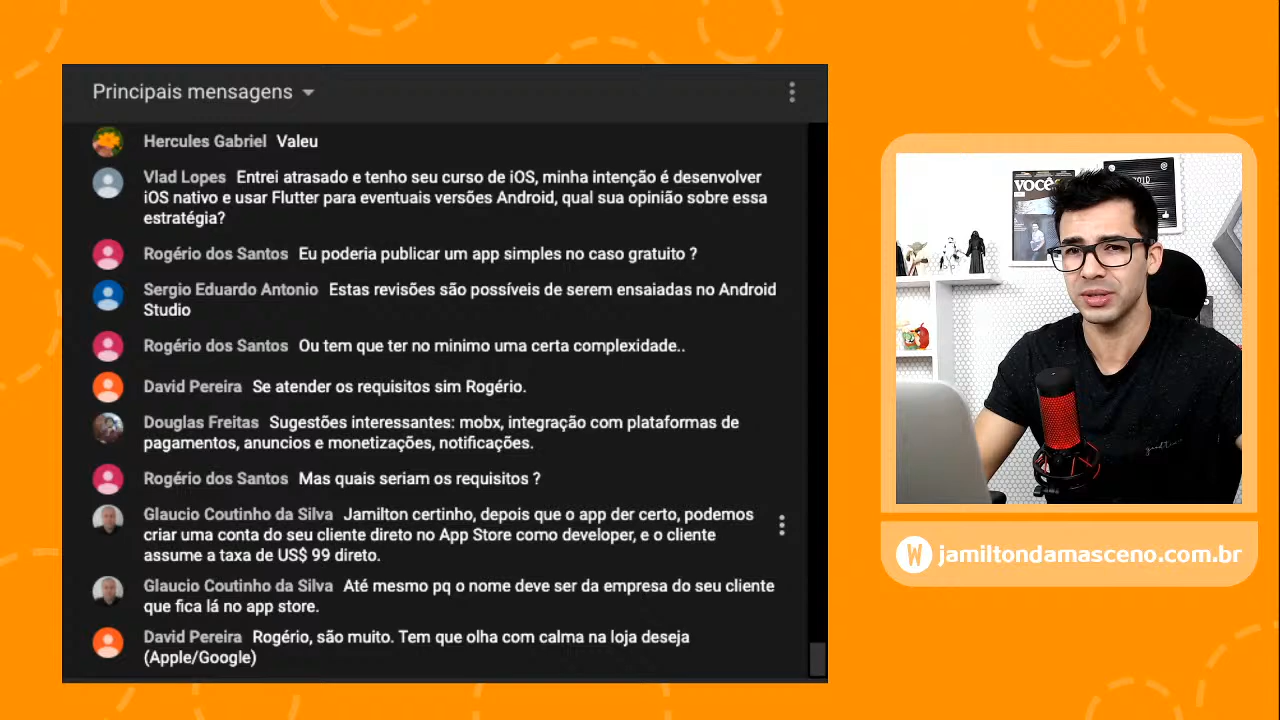 Principais mensagens
Hercules Gabriel Valeu
Vlad Lopes Entrei atrasado e tenho seu curso de iOS, minha intenção é desenvolver
iOS nativo e usar Flutter para eventuais versões Android, qual sua opinião sobre essa
estratégia?
Rogério dos Santos Eu poderia publicar um app simples no caso gratuito ?
Sergio Eduardo Antonio Estas revisões são possíveis de serem ensaiadas no Android
Studio
Rogério dos Santos Ou tem que ter no minimo uma certa complexidade..
David Pereira Se atender os requisitos sim Rogério.
Douglas Freitas Sugestões interessantes: mobx, integração com plataformas de
pagamentos, anuncios e monetizações, notificações.
Rogério dos Santos Mas quais seriam os requisitos ?
Glaucio Coutinho da Silva Jamilton certinho, depois que o app der certo, podemos
criar uma conta do seu cliente direto no App Store como developer, e o cliente
assume a taxa de US$ 99 direto.
Glaucio Coutinho da Silva Até mesmo pq o nome deve ser da empresa do seu cliente
que fica lá no app store.
David Pereira Rogério, são muito. Tem que olha com calma na loja deseja
(Apple/Google)
VOCÊ
W jamiltondamasceno.com.br